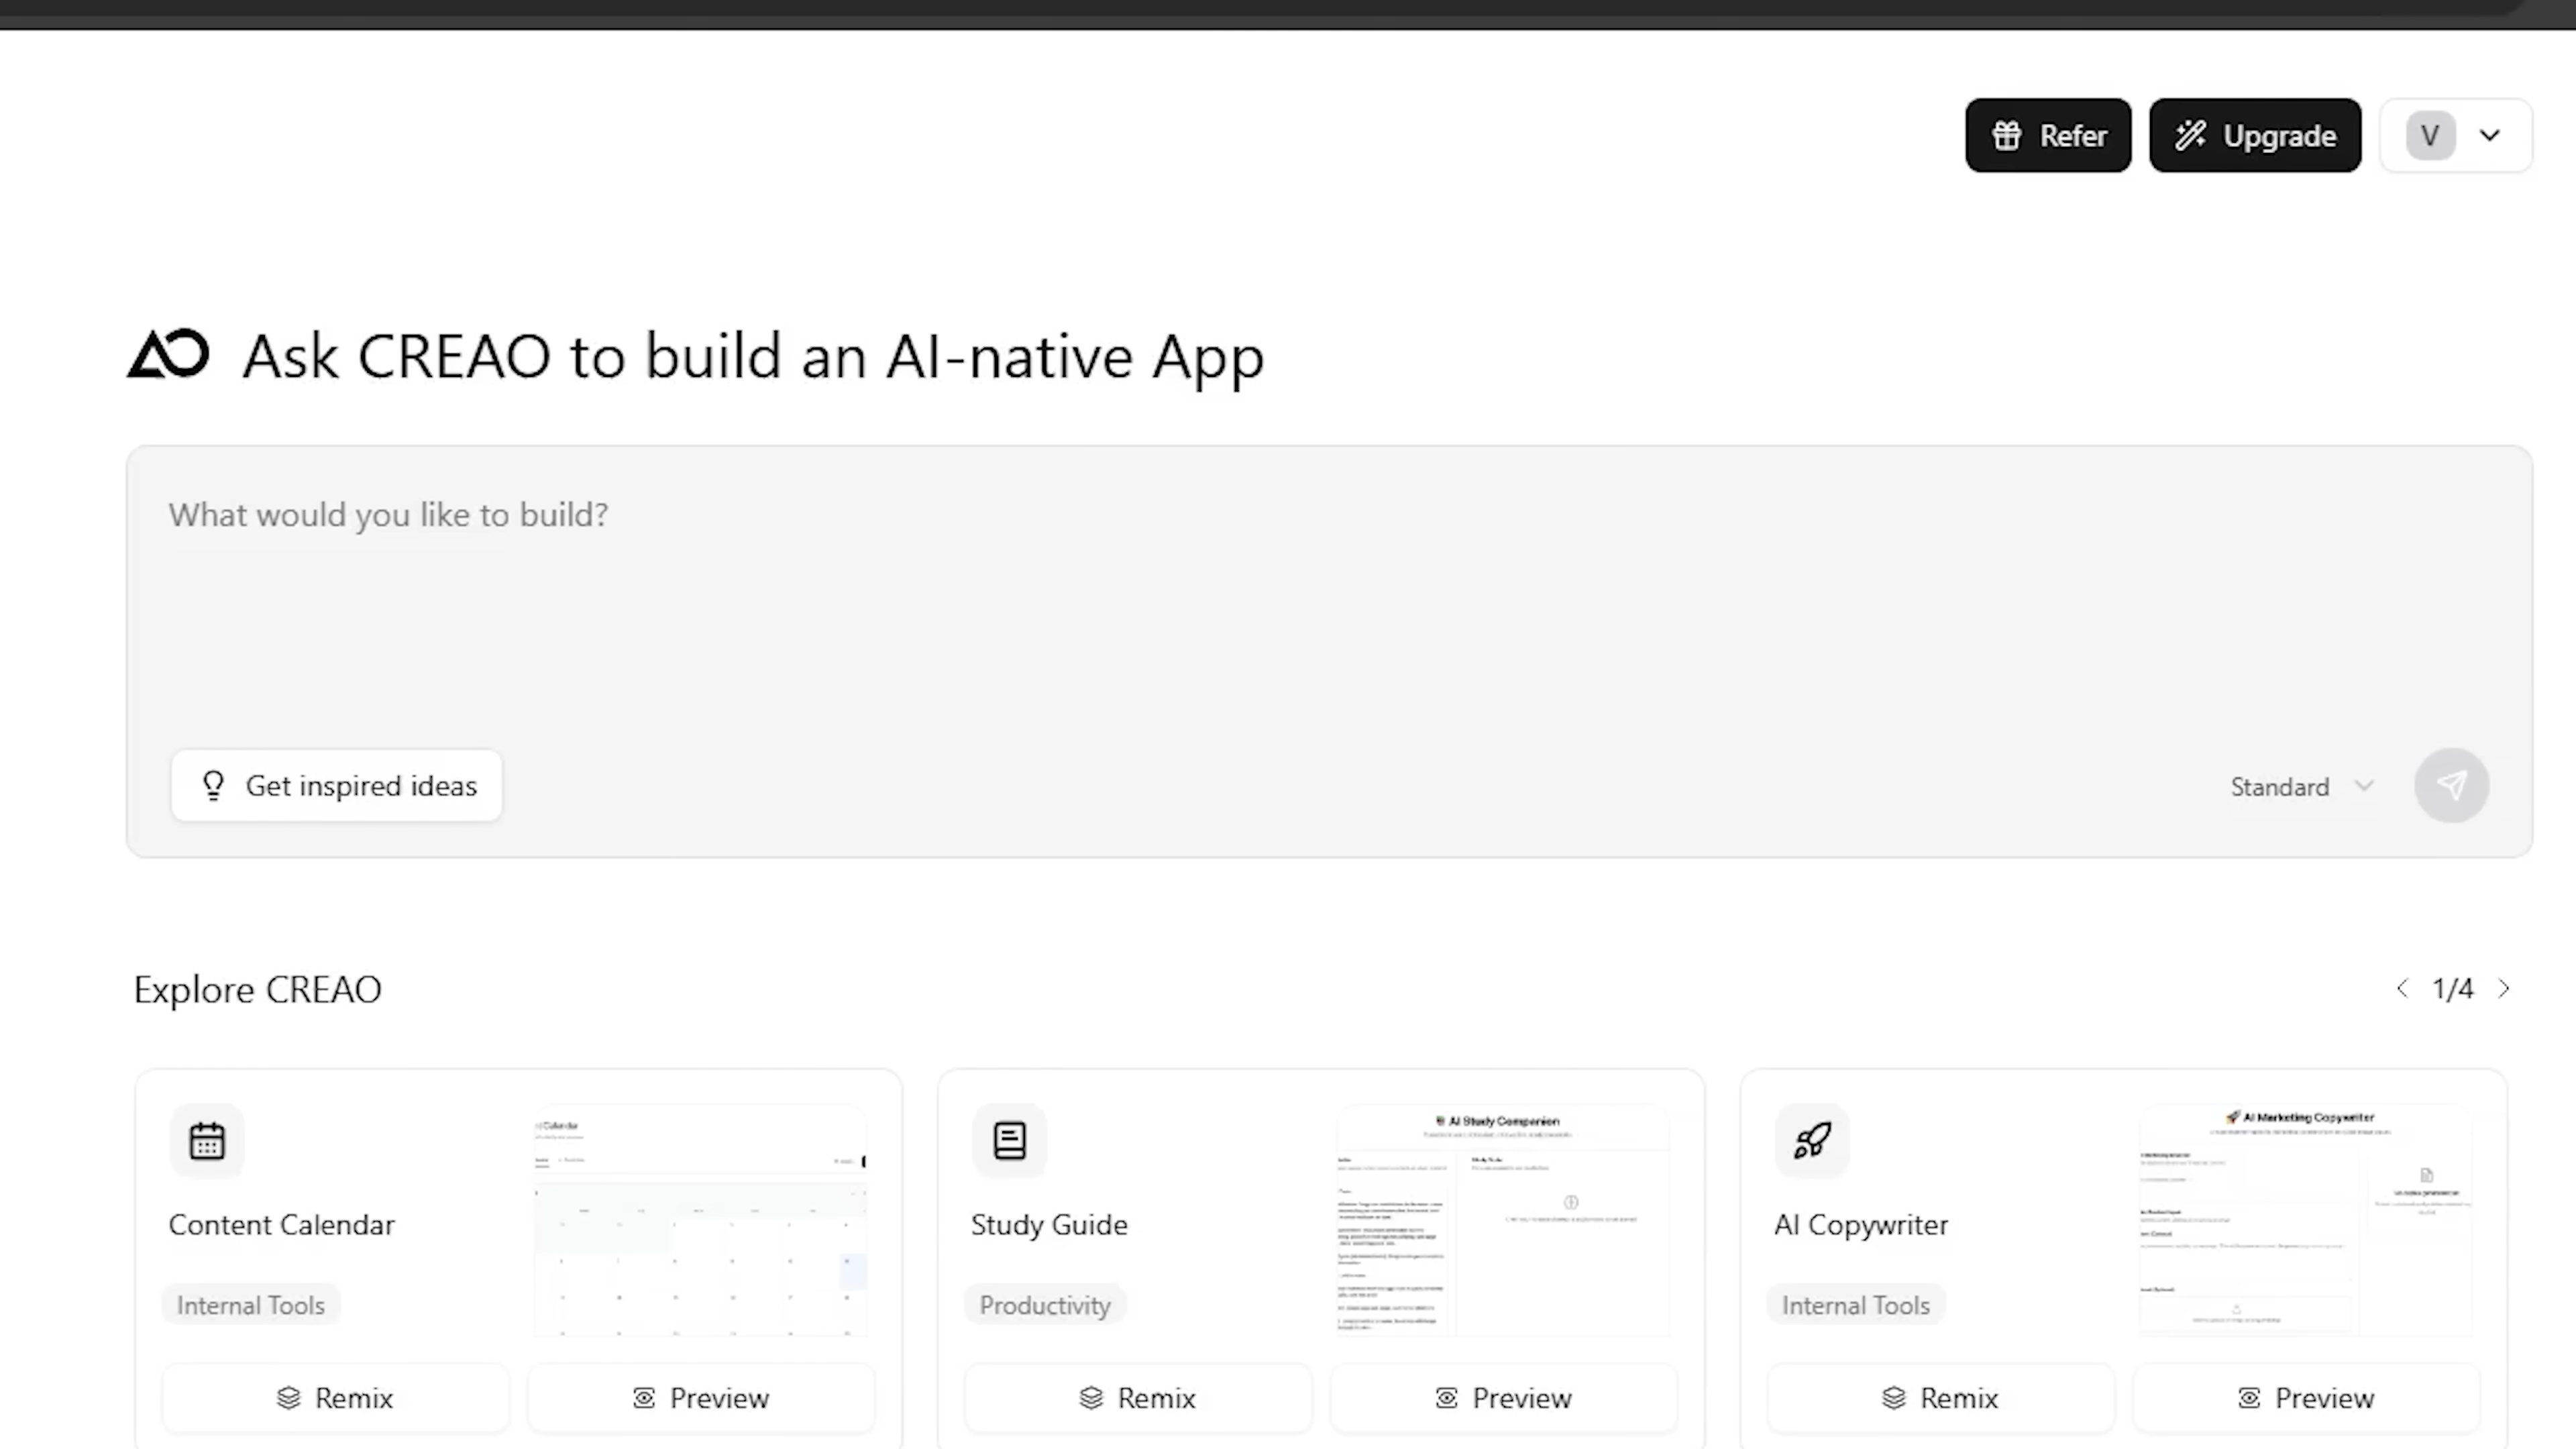 Refer
Upgrade
V
Ask CREAO to build an AI-native App
What would you like to build?
Get inspired ideas
Standard
Explore CREAO
1/4
Content Calendar
Internal Tools
Remix
Preview
AI Study Companion
Study Guide
Productivity
Remix
Preview
AI Marketing Copywriter
AI Copywriter
Internal Tools
Remix
Preview